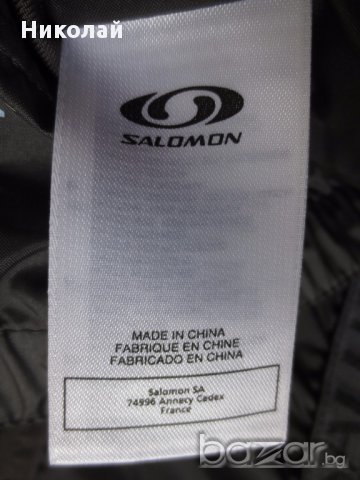 Николай
SALOMON
MADE IN CHINA
FABRIQUE EN CHINE
FABRICADO EN CHINA
Salomon SA
74996 Annecy Cedex
France
bazar.bg